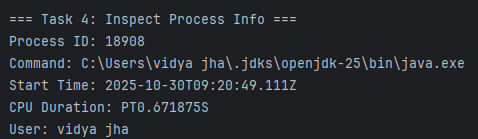 === Task 4: Inspect Process Info ===
Process ID: 18908
Command: C:\Users\vidya jha\.jdks\openjdk-25\bin\java.exe
Start Time: 2025-10-30T09:20:49.111Z
CPU Duration: PT0.671875S
User: vidya jha